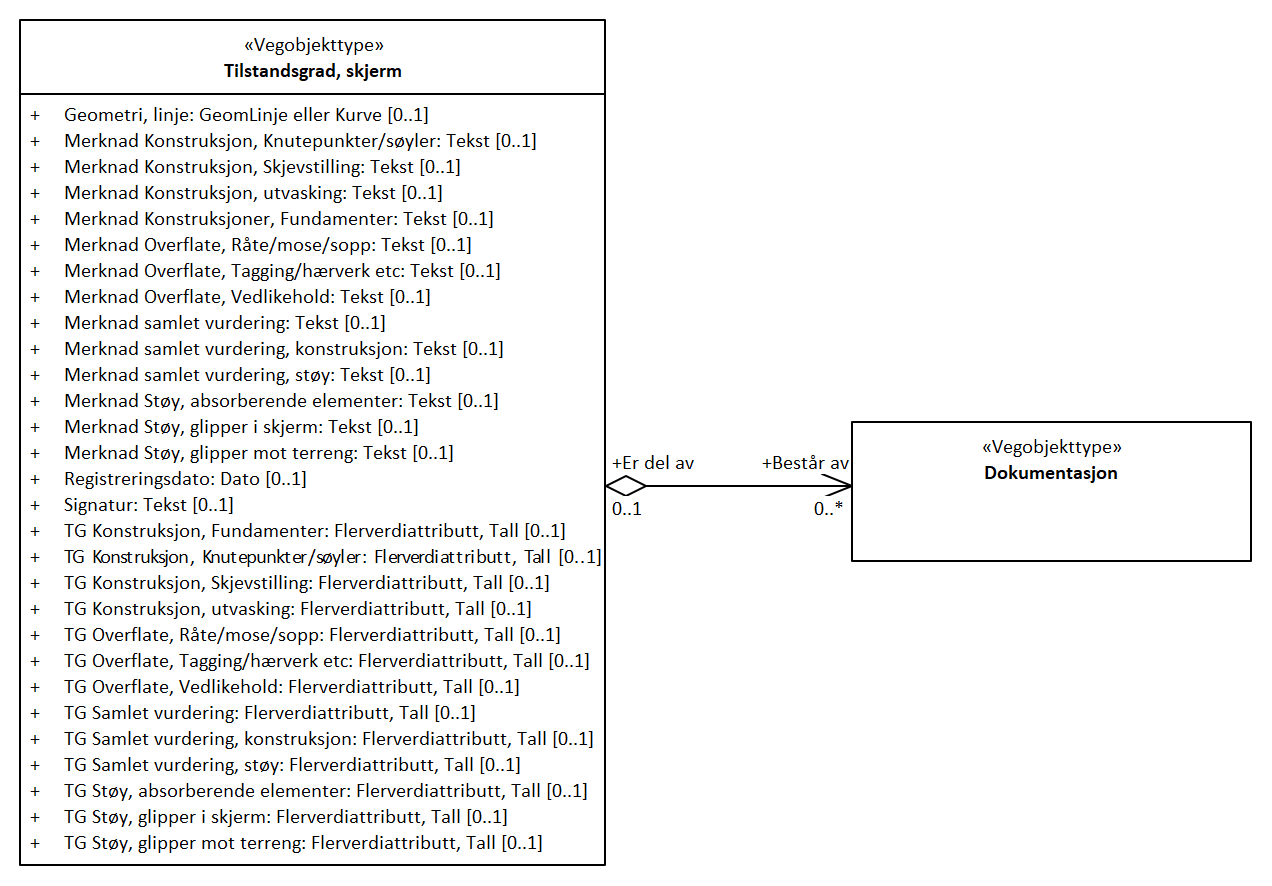 «Vegobjekttype»
Tilstandsgrad, skjerm
+ Geometri, linje: GeomLinje eller Kurve [0..1]
+ Merknad Konstruksjon, Knutepunkter/søyler: Tekst [0..1]
+ Merknad Konstruksjon, Skjevstilling: Tekst [0..1]
+ Merknad Konstruksjon, utvasking: Tekst [0..1]
+ Merknad Konstruksjoner, Fundamenter: Tekst [0..1]
+ Merknad Overflate, Råte/mose/sopp: Tekst [0..1]
+ Merknad Overflate, Tagging/hærverk etc: Tekst [0..1]
+ Merknad Overflate, Vedlikehold: Tekst [0..1]
+ Merknad samlet vurdering: Tekst [0..1]
+ Merknad samlet vurdering, konstruksjon: Tekst [0..1]
+ Merknad samlet vurdering, støy: Tekst [0..1]
+ Merknad Støy, absorberende elementer: Tekst [0..1]
+ Merknad Støy, glipper i skjerm: Tekst [0..1]
+ Merknad Støy, glipper mot terreng: Tekst [0..1]
+ Registreringsdato: Dato [0..1]
+ Signatur: Tekst [0..1]
+ TG Konstruksjon, Fundamenter: Flerverdiattributt, Tall [0..1]
+ TG Konstruksjon, Knutepunkter/søyler: Flerverdiattributt, Tall [0..1]
+ TG Konstruksjon, Skjevstilling: Flerverdiattributt, Tall [0..1]
+ TG Konstruksjon, utvasking: Flerverdiattributt, Tall [0..1]
+ TG Overflate, Råte/mose/sopp: Flerverdiattributt, Tall [0..1]
+ TG Overflate, Tagging/hærverk etc: Flerverdiattributt, Tall [0..1]
+ TG Overflate, Vedlikehold: Flerverdiattributt, Tall [0..1]
+ TG Samlet vurdering: Flerverdiattributt, Tall [0..1]
+ TG Samlet vurdering, konstruksjon: Flerverdiattributt, Tall [0..1]
+ TG Samlet vurdering, støy: Flerverdiattributt, Tall [0..1]
+ TG Støy, absorberende elementer: Flerverdiattributt, Tall [0..1]
+ TG Støy, glipper i skjerm: Flerverdiattributt, Tall [0..1]
+ TG Støy, glipper mot terreng: Flerverdiattributt, Tall [0..1]
+Er del av
+Består av
0..1
0..*
«Vegobjekttype»
Dokumentasjon